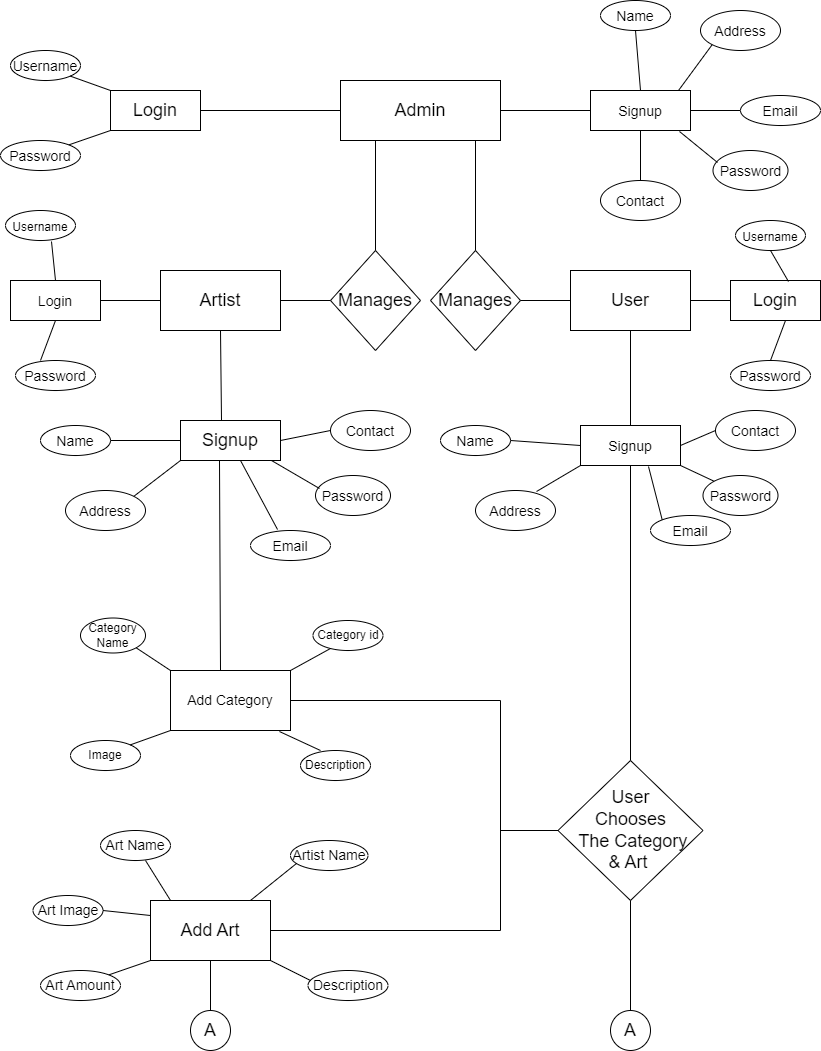 Name
Address
Username
Login
Admin
Signup
Email
Password
Password
Contact
Username
Username
Login
Artist
Manages
Manages
User
Login
Password
Password
Name
Signup
Contact
Name
Signup
Contact
Address
Password
Email
Address
Password
Email
Category
Name
Category id
Add Category
Image
Description
User
Chooses
The Category
& Art
Art Name
Artist Name
Art Image
Add Art
Art Amount
Description
A
A